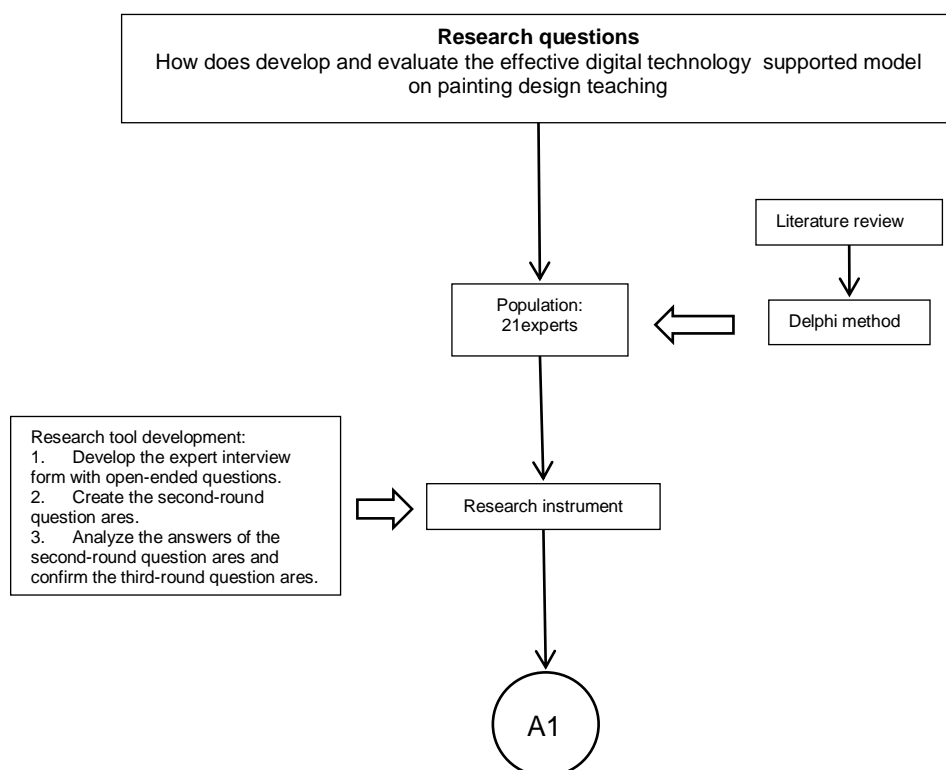 Research questions
How does develop and evaluate the effective digital technology  supported model
on painting design teaching
Literature review
Population:
21experts
Delphi method
Research tool development:
1. Develop the expert interview
form with open-ended questions.
2. Create the second-round
question ares.
3. Analyze the answers of the
second-round question ares and
confirm the third-round question ares.
Research instrument
A1